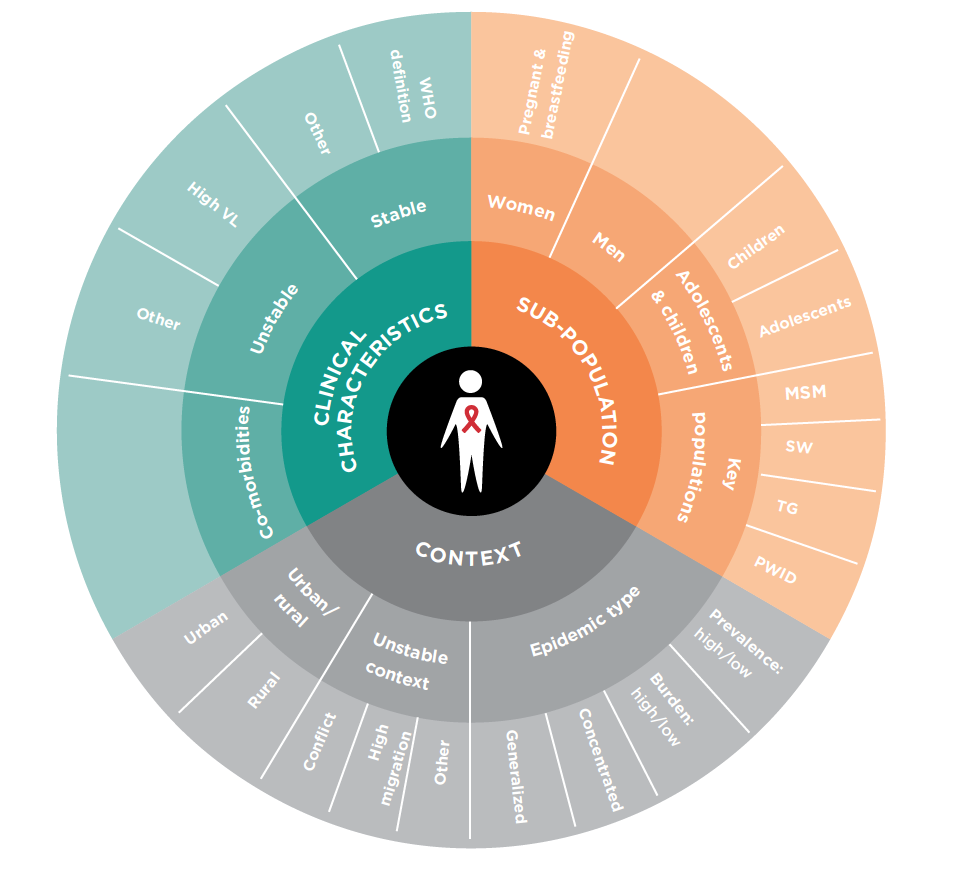 CLINICAL
CHARACTERISTICS
Stable
WHO
definition
Other
Unstable
High VL
Other
Co-morbidities
SUB-POPULATION
Women
Pregnant &
breastfeeding
Men
Adolescents
& children
Children
Adolescents
Key
populations
MSM
SW
TG
PWID
CONTEXT
Epidemic type
Prevalence:
high/low
Burden:
high/low
Concentrated
Generalized
Unstable
context
Other
High
migration
Conflict
Urban/
rural
Rural
Urban